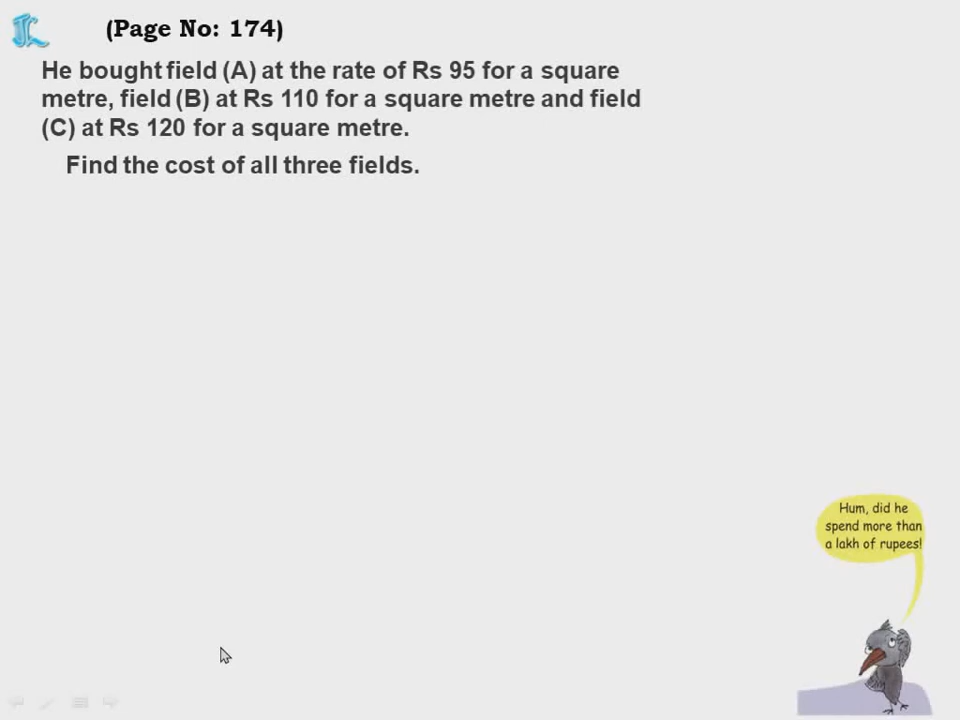 (Page No: 174)
He bought field (A) at the rate of Rs 95 for a square
metre, field (B) at Rs 110 for a square metre and field
(C) at Rs 120 for a square metre.
Find the cost of all three fields.
Hum, did he
spend more than
a lakh of rupees!